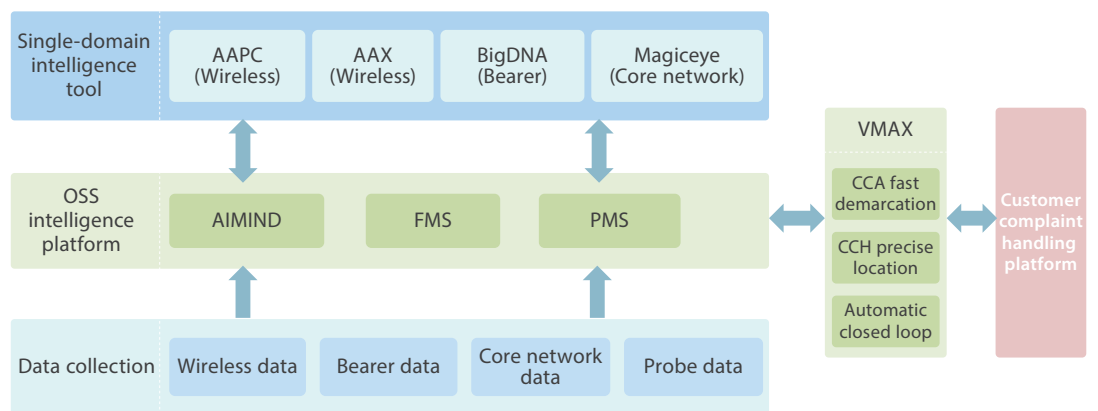 Single-domain
intelligence
tool
AAPC
(Wireless)
AAX
(Wireless)
BigDNA
(Bearer)
Magiceye
(Core network)
OSS
intelligence
platform
AIMIND
FMS
PMS
Data collection
Wireless data
Bearer data
Core network
data
Probe data
VMAX
CCA fast
demarcation
CCH precise
location
Automatic
closed loop
Customer
complaint
handling
platform